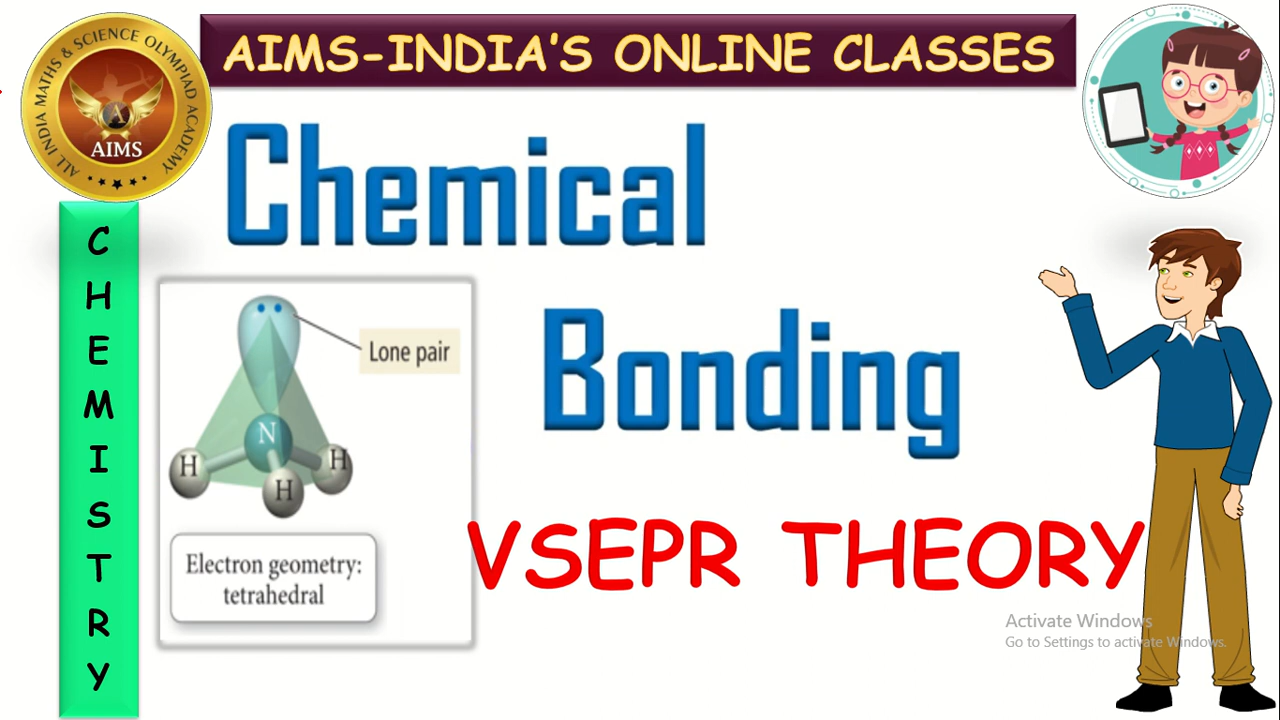 AIMS-INDIA'S ONLINE CLASSES
ALL INDIA MATHS & SCIENCE OLYMPIAD ACADEMY
A
AIMS
Chemical
CHEMISTRY
Lone pair
N
H
H
H
Bonding
Electron geometry:
tetrahedral
VSEPR THEORY
Activate Windows
Go to Settings to activate Windows.